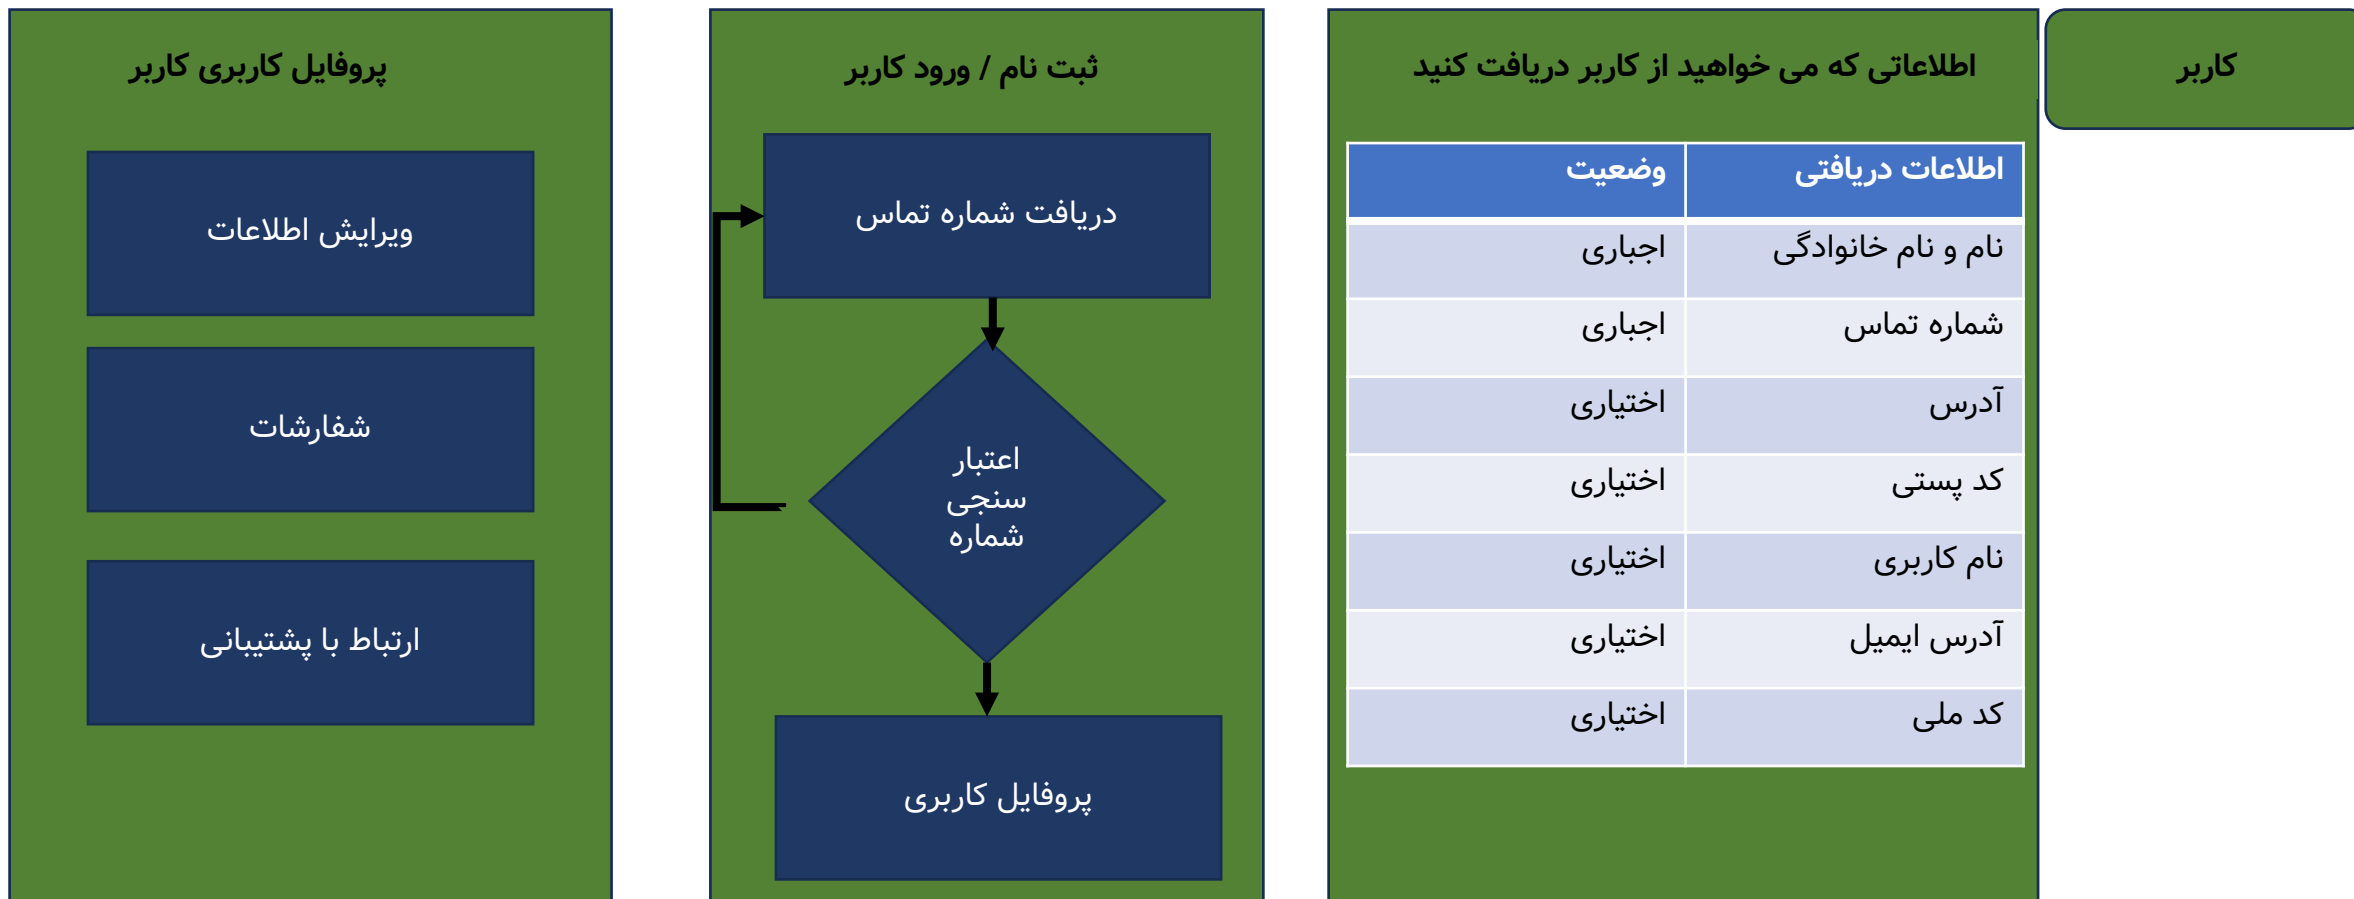 کاربر
اطلاعاتی که می خواهید از کاربر دریافت کنید
اطلاعات دریافتی وضعیت
نام و نام خانوادگی اجباری
شماره تماس اجباری
آدرس اختیاری
کد پستی اختیاری
نام کاربری اختیاری
آدرس ایمیل اختیاری
کد ملی اختیاری
ثبت نام / ورود کاربر
دریافت شماره تماس
اعتبار
سنجی
شماره
پروفایل کاربری
پروفایل کاربری کاربر
ویرایش اطلاعات
شفارشات
ارتباط با پشتیبانی